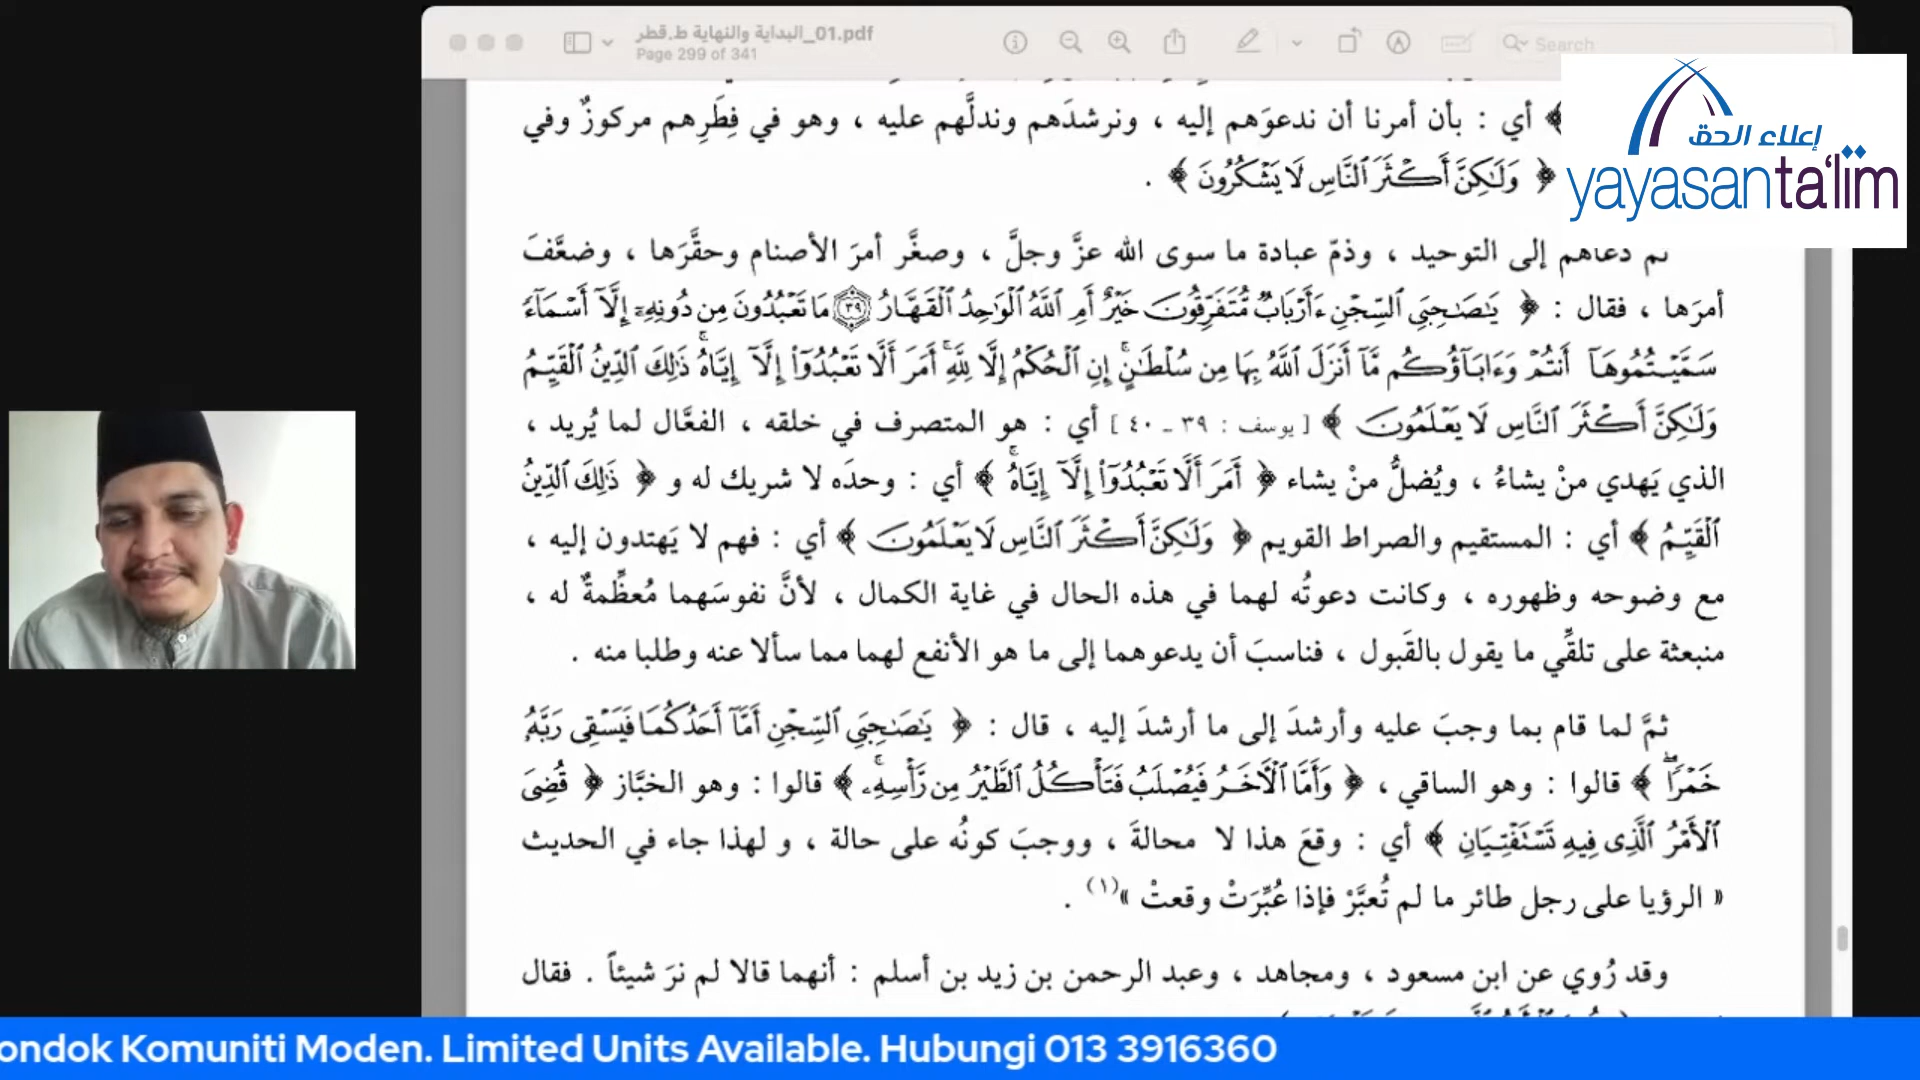 البداية والنهاية ط.قطر_01.pdf
Page 299 of 341
Search
إعلاء الحق
yayasanta'lim
﴾ أي : بأن أمرنا أن ندعوَهم إليه ، ونرشدَهم وندلَّهم عليه ، وهو في فِطَرِهم مركوزٌ وفي
﴿ وَلَٰكِنَّ أَكْثَرَ ٱلنَّاسِ لَا يَشْكُرُونَ ﴾ .
ثم دعاهم إلى التوحيد ، وذمّ عبادة ما سوى الله عزَّ وجلَّ ، وصغَّر أمرَ الأصنام وحقَّرَها ، وضعَّفَ
أمرَها ، فقال : ﴿ يَٰصَٰحِبَىِ ٱلسِّجْنِ ءَأَرْبَابٌ مُّتَفَرِّقُونَ خَيْرٌ أَمِ ٱللَّهُ ٱلْوَٰحِدُ ٱلْقَهَّارُ ٣٩ مَا تَعْبُدُونَ مِن دُونِهِۦٓ إِلَّآ أَسْمَآءً
سَمَّيْتُمُوهَآ أَنتُمْ وَءَابَآؤُكُم مَّآ أَنزَلَ ٱللَّهُ بِهَا مِن سُلْطَٰنٍ ۚ إِنِ ٱلْحُكْمُ إِلَّا لِلَّهِ ۚ أَمَرَ أَلَّا تَعْبُدُوٓا۟ إِلَّآ إِيَّاهُ ۚ ذَٰلِكَ ٱلدِّينُ ٱلْقَيِّمُ
وَلَٰكِنَّ أَكْثَرَ ٱلنَّاسِ لَا يَعْلَمُونَ ﴾ [ يوسف : ٣٩ ـ ٤٠ ] أي : هو المتصرف في خلقه ، الفعَّال لما يُريد ،
الذي يَهدي منْ يشاءُ ، ويُضلُّ منْ يشاء ﴿ أَمَرَ أَلَّا تَعْبُدُوٓا۟ إِلَّآ إِيَّاهُ ۚ ﴾ أي : وحدَه لا شريك له و ﴿ ذَٰلِكَ ٱلدِّينُ
ٱلْقَيِّمُ ﴾ أي : المستقيم والصراط القويم ﴿ وَلَٰكِنَّ أَكْثَرَ ٱلنَّاسِ لَا يَعْلَمُونَ ﴾ أي : فهم لا يَهتدون إليه ،
مع وضوحه وظهوره ، وكانت دعوتُه لهما في هذه الحال في غاية الكمال ، لأنَّ نفوسَهما مُعظِّمةٌ له ،
منبعثة على تلقِّي ما يقول بالقَبول ، فناسبَ أن يدعوهما إلى ما هو الأنفع لهما مما سألا عنه وطلبا منه .
ثمَّ لما قام بما وجبَ عليه وأرشدَ إلى ما أرشدَ إليه ، قال : ﴿ يَٰصَٰحِبَىِ ٱلسِّجْنِ أَمَّآ أَحَدُكُمَا فَيَسْقِى رَبَّهُۥ
خَمْرًا ۖ ﴾ قالوا : وهو الساقي ، ﴿ وَأَمَّا ٱلْءَاخَرُ فَيُصْلَبُ فَتَأْكُلُ ٱلطَّيْرُ مِن رَّأْسِهِۦ ۚ ﴾ قالوا : وهو الخبَّاز ﴿ قُضِىَ
ٱلْأَمْرُ ٱلَّذِى فِيهِ تَسْتَفْتِيَانِ ﴾ أي : وقعَ هذا لا محالةَ ، ووجبَ كونُه على حالة ، و لهذا جاء في الحديث
« الرؤيا على رجل طائر ما لم تُعبَّرْ فإذا عُبِّرَتْ وقعتْ »(١) .
وقد رُوي عن ابن مسعود ، ومجاهد ، وعبد الرحمن بن زيد بن أسلم : أنهما قالا لم نرَ شيئاً . فقال
ondok Komuniti Moden. Limited Units Available. Hubungi 013 3916360